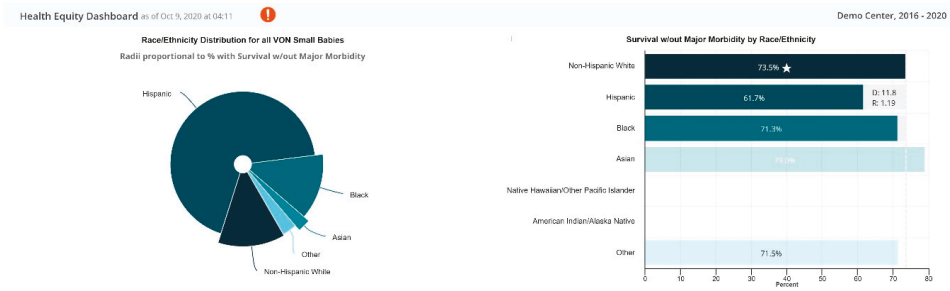 Health Equity Dashboard as of Oct 9, 2020 at 04:11
!
Demo Center, 2016 - 2020
Race/Ethnicity Distribution for all VON Small Babies
Radii proportional to % with Survival w/out Major Morbidity
Hispanic
Black
Asian
Other
Non-Hispanic White
Survival w/out Major Morbidity by Race/Ethnicity
Non-Hispanic White 73.5% ★
Hispanic 61.7% D: 11.8
R: 1.19
Black 71.3%
Asian
Native Hawaiian/Other Pacific Islander
American Indian/Alaska Native
Other 71.5%
0 10 20 30 40 50 60 70 80
Percent